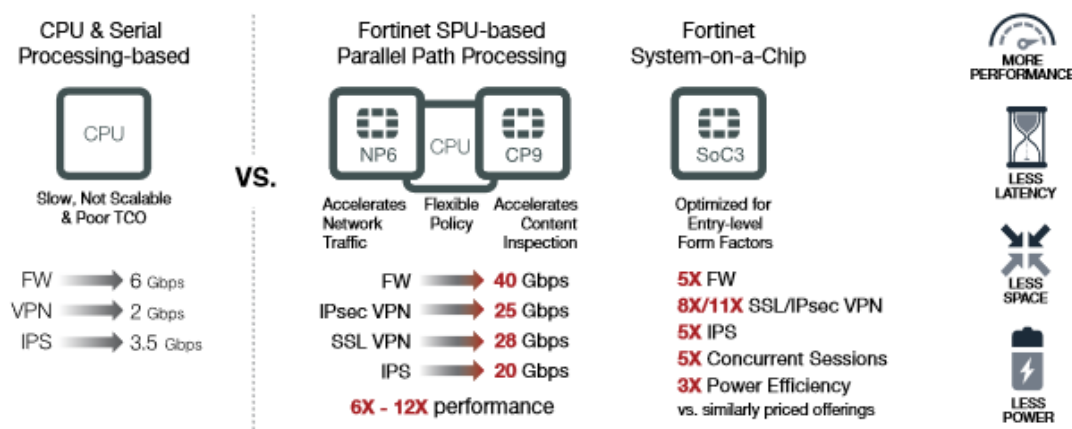 CPU & Serial
Processing-based
CPU
Slow, Not Scalable
& Poor TCO
FW 6 Gbps
VPN 2 Gbps
IPS 3.5 Gbps
VS.
Fortinet SPU-based
Parallel Path Processing
NP6
CPU
CP9
Accelerates
Network
Traffic
Flexible
Policy
Accelerates
Content
Inspection
FW 40 Gbps
IPsec VPN 25 Gbps
SSL VPN 28 Gbps
IPS 20 Gbps
6X - 12X performance
Fortinet
System-on-a-Chip
SoC3
Optimized for
Entry-level
Form Factors
5X FW
8X/11X SSL/IPsec VPN
5X IPS
5X Concurrent Sessions
3X Power Efficiency
vs. similarly priced offerings
MORE
PERFORMANCE
LESS
LATENCY
LESS
SPACE
LESS
POWER